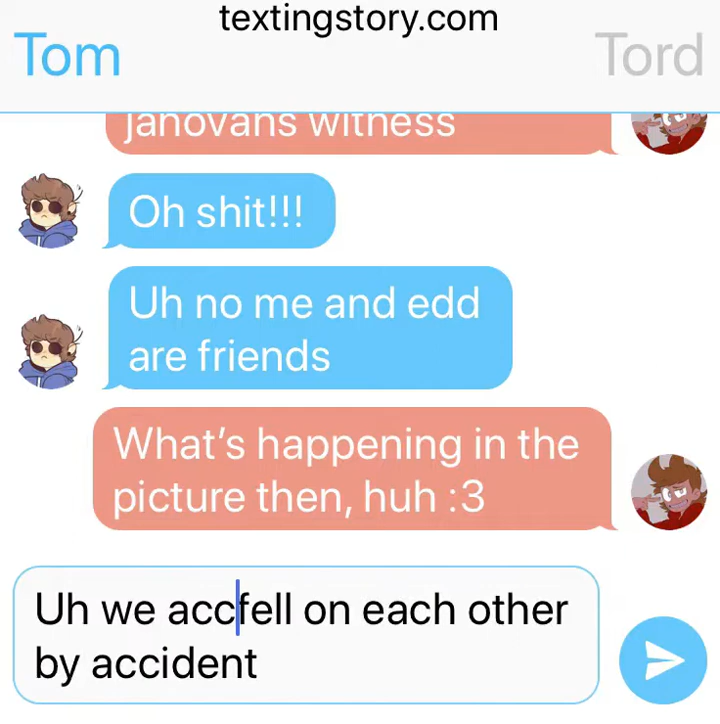 textingstory.com
Tom
Tord
janovahs witness
Oh shit!!!
Uh no me and edd
are friends
What's happening in the
picture then, huh :3
Uh we accfell on each other
by accident